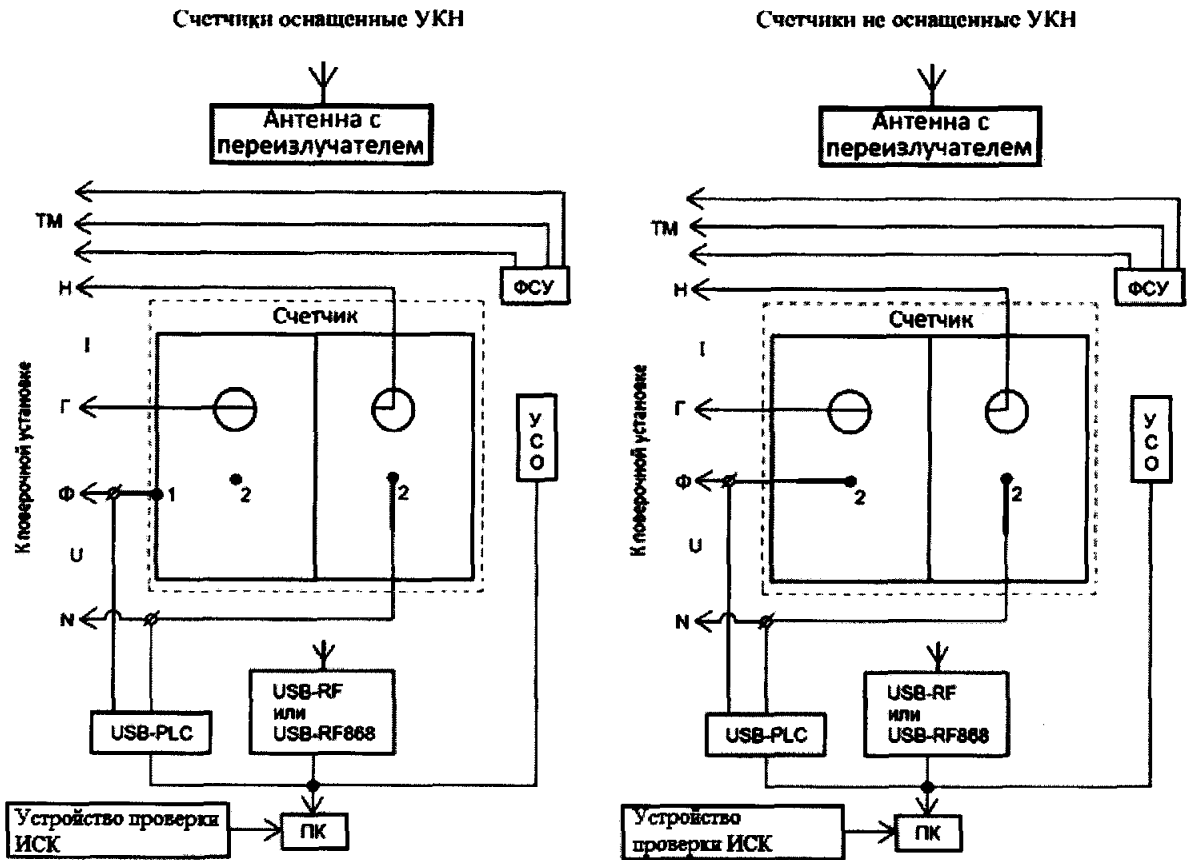 Счетчики оснащенные УКН
Антенна с
переизлучателем
ТМ
ФСУ
Н
Счетчик
I
Г
У
С
О
Ф
1
2
2
U
N
К поверочной установке
USB-RF
или
USB-RF868
USB-PLC
Устройство проверки
ИСК
ПК
Счетчики не оснащенные УКН
Антенна с
переизлучателем
ТМ
ФСУ
Н
Счетчик
I
Г
У
С
О
Ф
2
2
U
N
К поверочной установке
USB-RF
или
USB-RF868
USB-PLC
Устройство
проверки ИСК
ПК